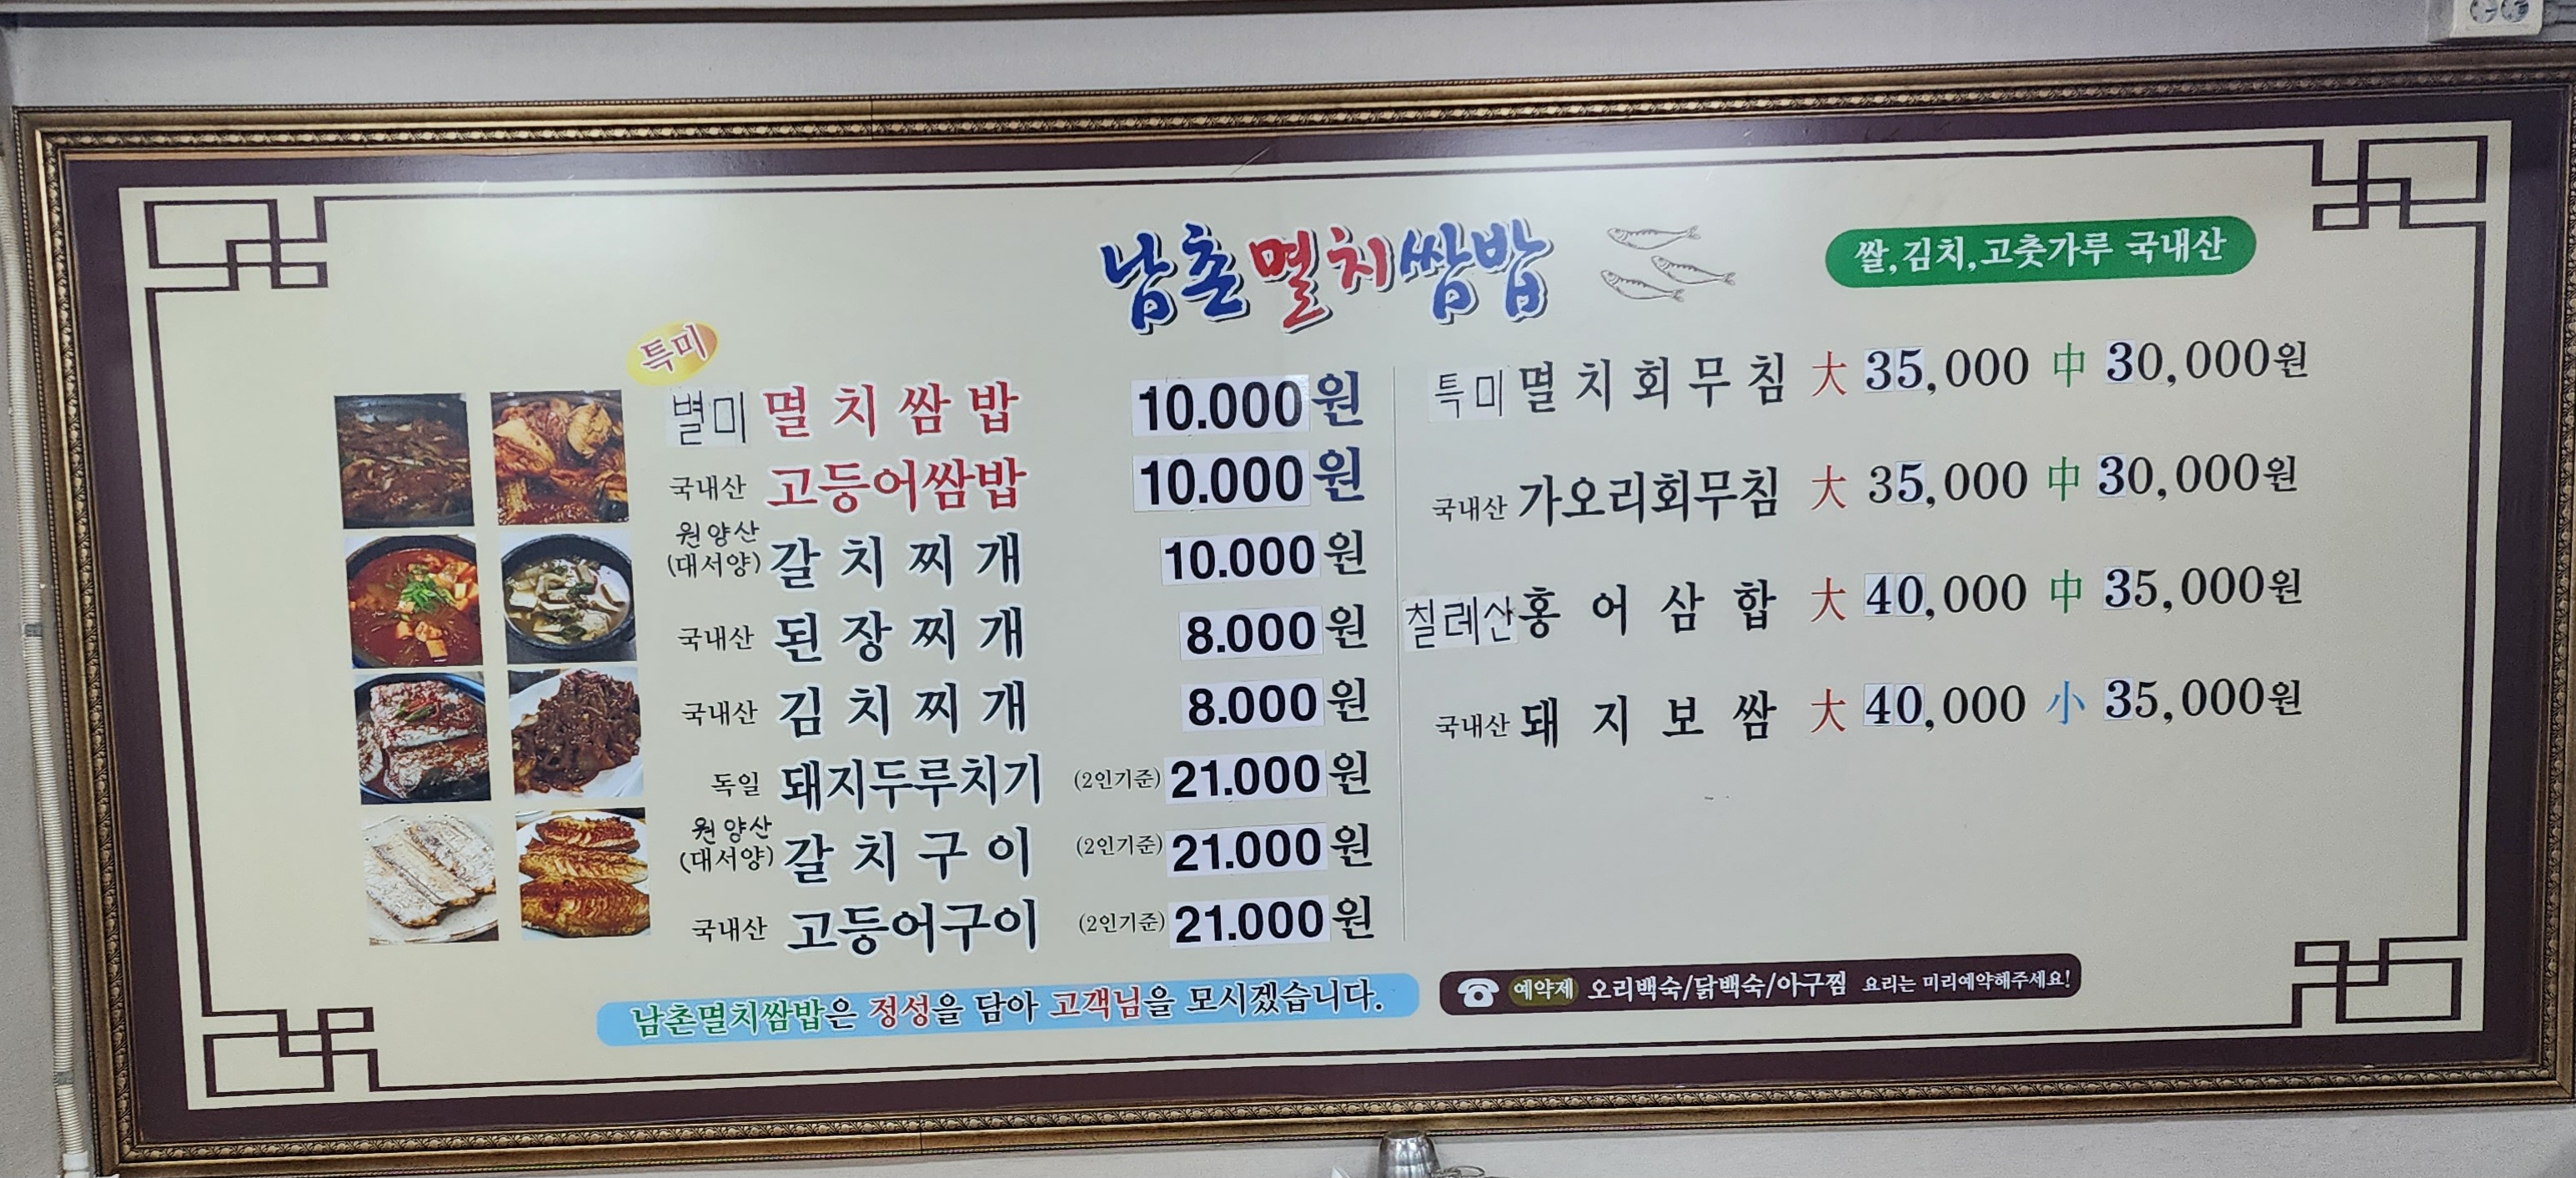 남촌멸치쌈밥
쌀,김치,고춧가루 국내산
특미
별미 멸치쌈밥 10.000원
국내산 고등어쌈밥 10.000원
원양산
(대서양) 갈치찌개 10.000원
국내산 된장찌개 8.000원
국내산 김치찌개 8.000원
독일 돼지두루치기 (2인기준) 21.000원
원양산
(대서양) 갈치구이 (2인기준) 21.000원
국내산 고등어구이 (2인기준) 21.000원
특미 멸치회무침 大 35,000 中 30,000원
국내산 가오리회무침 大 35,000 中 30,000원
칠레산 홍어삼합 大 40,000 中 35,000원
국내산 돼지보쌈 大 40,000 小 35,000원
남촌멸치쌈밥은 정성을 담아 고객님을 모시겠습니다.
예약제 오리백숙/닭백숙/아구찜 요리는 미리예약해주세요!